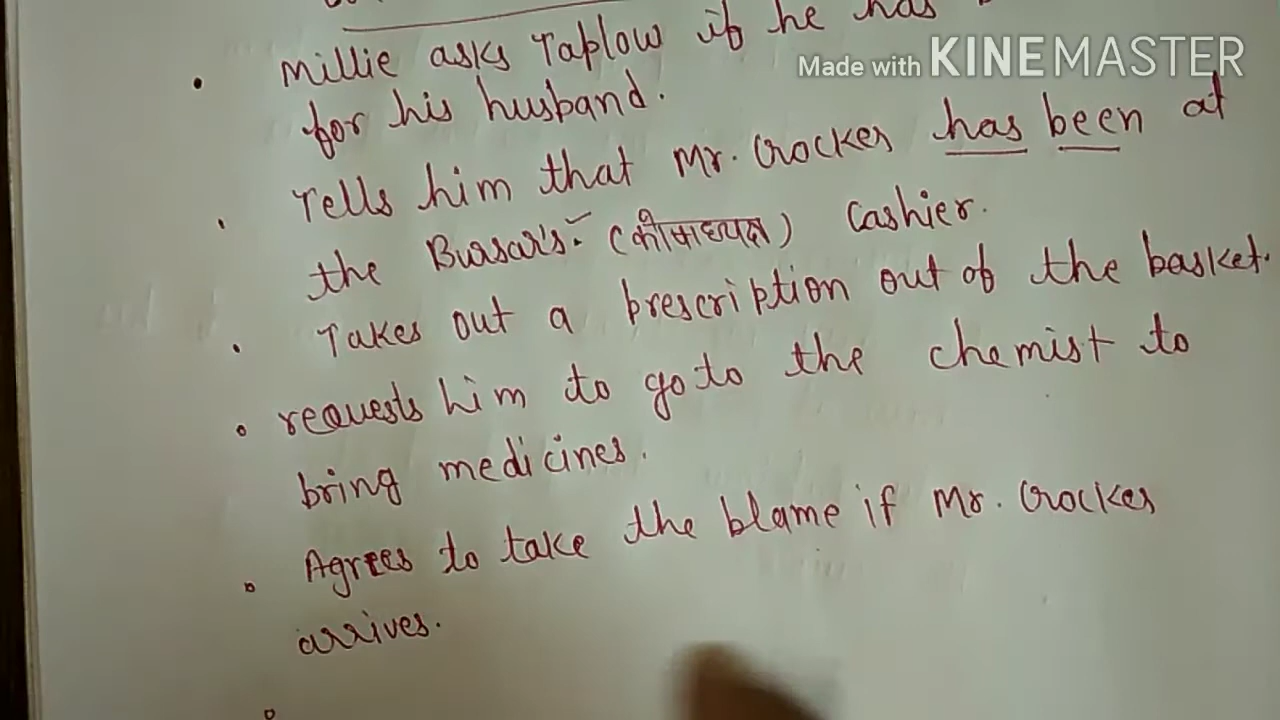 • Millie asks Taplow if he has
for his husband.
• Tells him that Mr. Crocker has been at
the Bursar's. (कोषाध्यक्ष) Cashier.
• Takes out a prescription out of the basket.
• requests him to go to the chemist to
bring medicines.
• Agrees to take the blame if Mr. Crocker
arrives.
Made with KINEMASTER